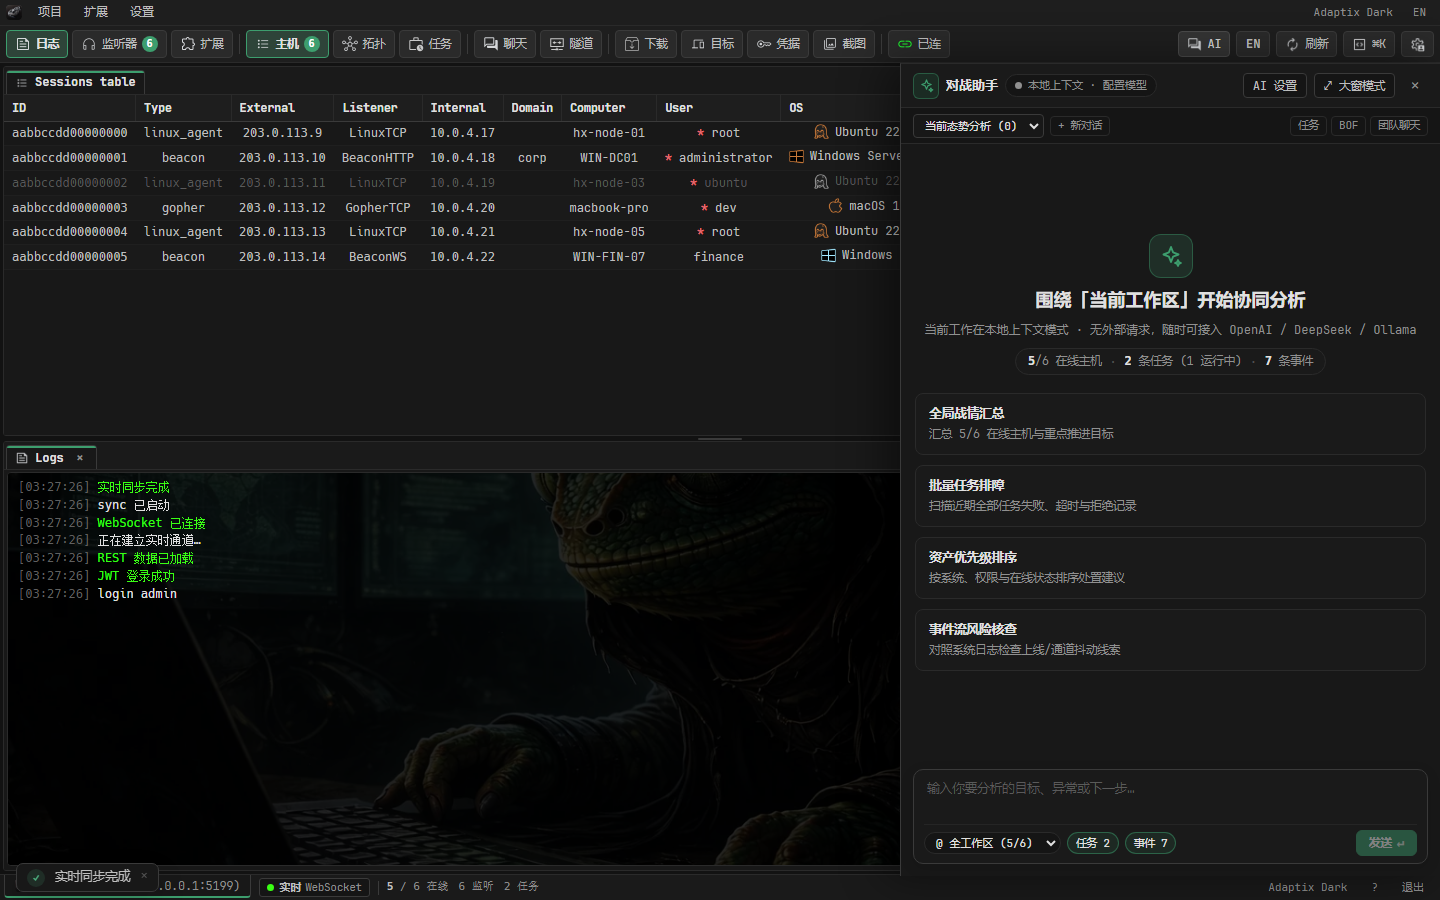 项目 扩展 设置 Adaptix Dark EN
日志 监听器 6 扩展 主机 6 拓扑 任务 聊天 隧道 下载 目标 凭据 截图 已连 AI EN 刷新 ⌘K
Sessions table
ID Type External Listener Internal Domain Computer User OS
aabbccdd00000000 linux_agent 203.0.113.9 LinuxTCP 10.0.4.17 hx-node-01 * root Ubuntu 22
aabbccdd00000001 beacon 203.0.113.10 BeaconHTTP 10.0.4.18 corp WIN-DC01 * administrator Windows Serve
aabbccdd00000002 linux_agent 203.0.113.11 LinuxTCP 10.0.4.19 hx-node-03 * ubuntu Ubuntu 22
aabbccdd00000003 gopher 203.0.113.12 GopherTCP 10.0.4.20 macbook-pro * dev macOS 1
aabbccdd00000004 linux_agent 203.0.113.13 LinuxTCP 10.0.4.21 hx-node-05 * root Ubuntu 22
aabbccdd00000005 beacon 203.0.113.14 BeaconWS 10.0.4.22 WIN-FIN-07 finance Windows
Logs ×
[03:27:26] 实时同步完成
[03:27:26] sync 已启动
[03:27:26] WebSocket 已连接
[03:27:26] 正在建立实时通道…
[03:27:26] REST 数据已加载
[03:27:26] JWT 登录成功
[03:27:26] login admin
对战助手 本地上下文 · 配置模型 AI 设置 大窗模式 ×
当前态势分析 (0) + 新对话 任务 BOF 团队聊天
围绕「当前工作区」开始协同分析
当前工作在本地上下文模式 · 无外部请求，随时可接入 OpenAI / DeepSeek / Ollama
5/6 在线主机 · 2 条任务 (1 运行中) · 7 条事件
全局战情汇总
汇总 5/6 在线主机与重点推进目标
批量任务排障
扫描近期全部任务失败、超时与拒绝记录
资产优先级排序
按系统、权限与在线状态排序处置建议
事件流风险核查
对照系统日志检查上线/通道抖动线索
输入你要分析的目标、异常或下一步…
@ 全工作区 (5/6) 任务 2 事件 7 发送 ↵
实时同步完成 ×
.0.0.1:5199) 实时 WebSocket 5 / 6 在线 6 监听 2 任务 Adaptix Dark ? 退出